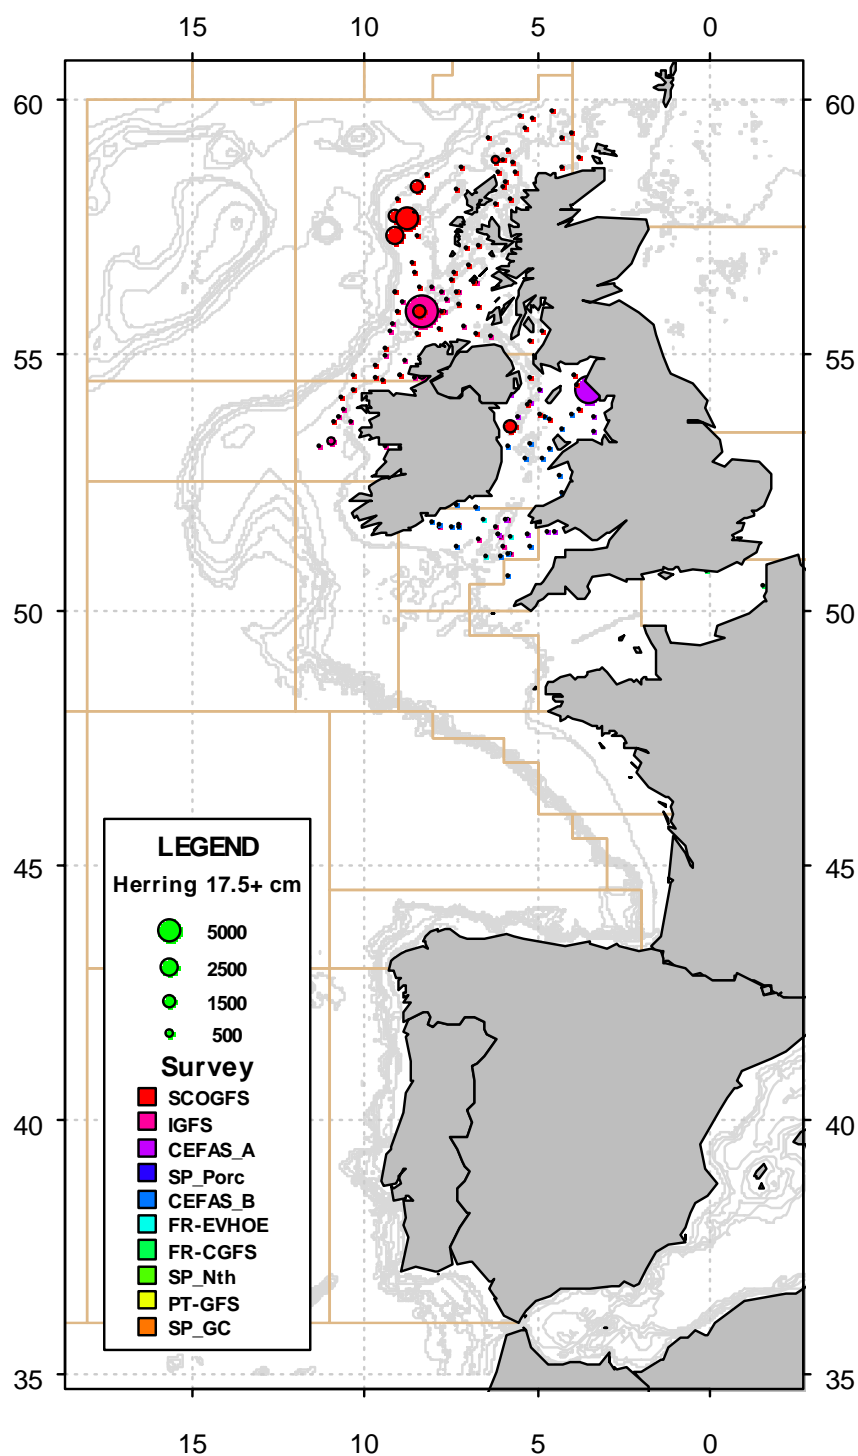 15 10 5 0
60 60
55 55
50 50
45 45
40 40
35 35
LEGEND
Herring 17.5+ cm
5000
2500
1500
500
Survey
SCOGFS
IGFS
CEFAS_A
SP_Porc
CEFAS_B
FR-EVHOE
FR-CGFS
SP_Nth
PT-GFS
SP_GC
15 10 5 0